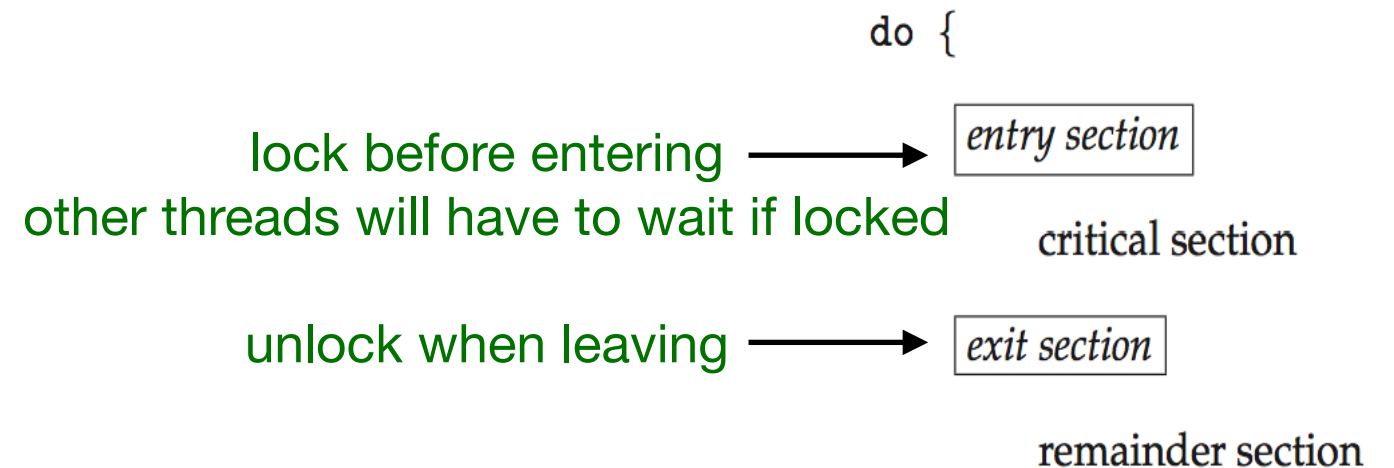 do {
lock before entering
entry section
other threads will have to wait if locked
critical section
unlock when leaving
exit section
remainder section